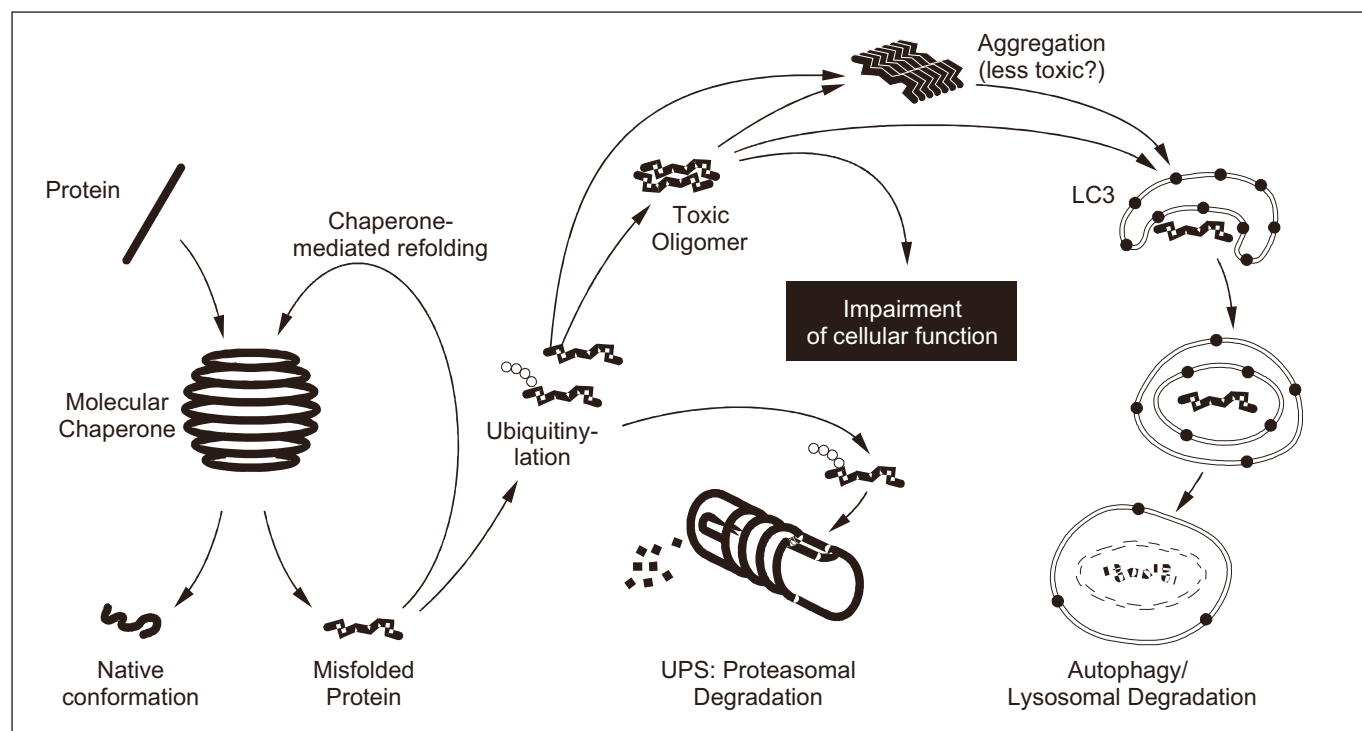 Aggregation
(less toxic?)
Protein
LC3
Chaperone-
mediated refolding
Toxic
Oligomer
Impairment
of cellular function
Molecular
Chaperone
Ubiquitiny-
lation
Native
conformation
Misfolded
Protein
UPS: Proteasomal
Degradation
Autophagy/
Lysosomal Degradation